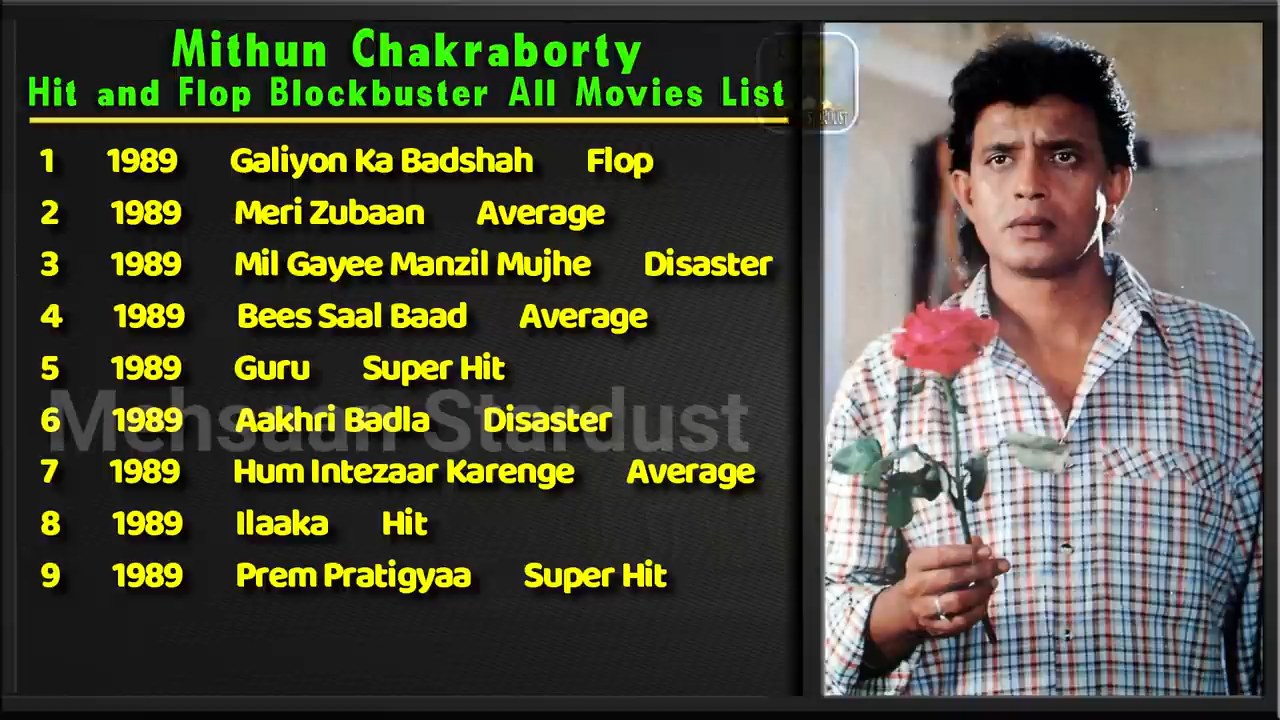 Mithun Chakraborty
Hit and Flop Blockbuster All Movies List
1 1989 Galiyon Ka Badshah Flop
2 1989 Meri Zubaan Average
3 1989 Mil Gayee Manzil Mujhe Disaster
4 1989 Bees Saal Baad Average
5 1989 Guru Super Hit
6 1989 Aakhri Badla Disaster
7 1989 Hum Intezaar Karenge Average
8 1989 Ilaaka Hit
9 1989 Prem Pratigyaa Super Hit
Mehsaan Stardust